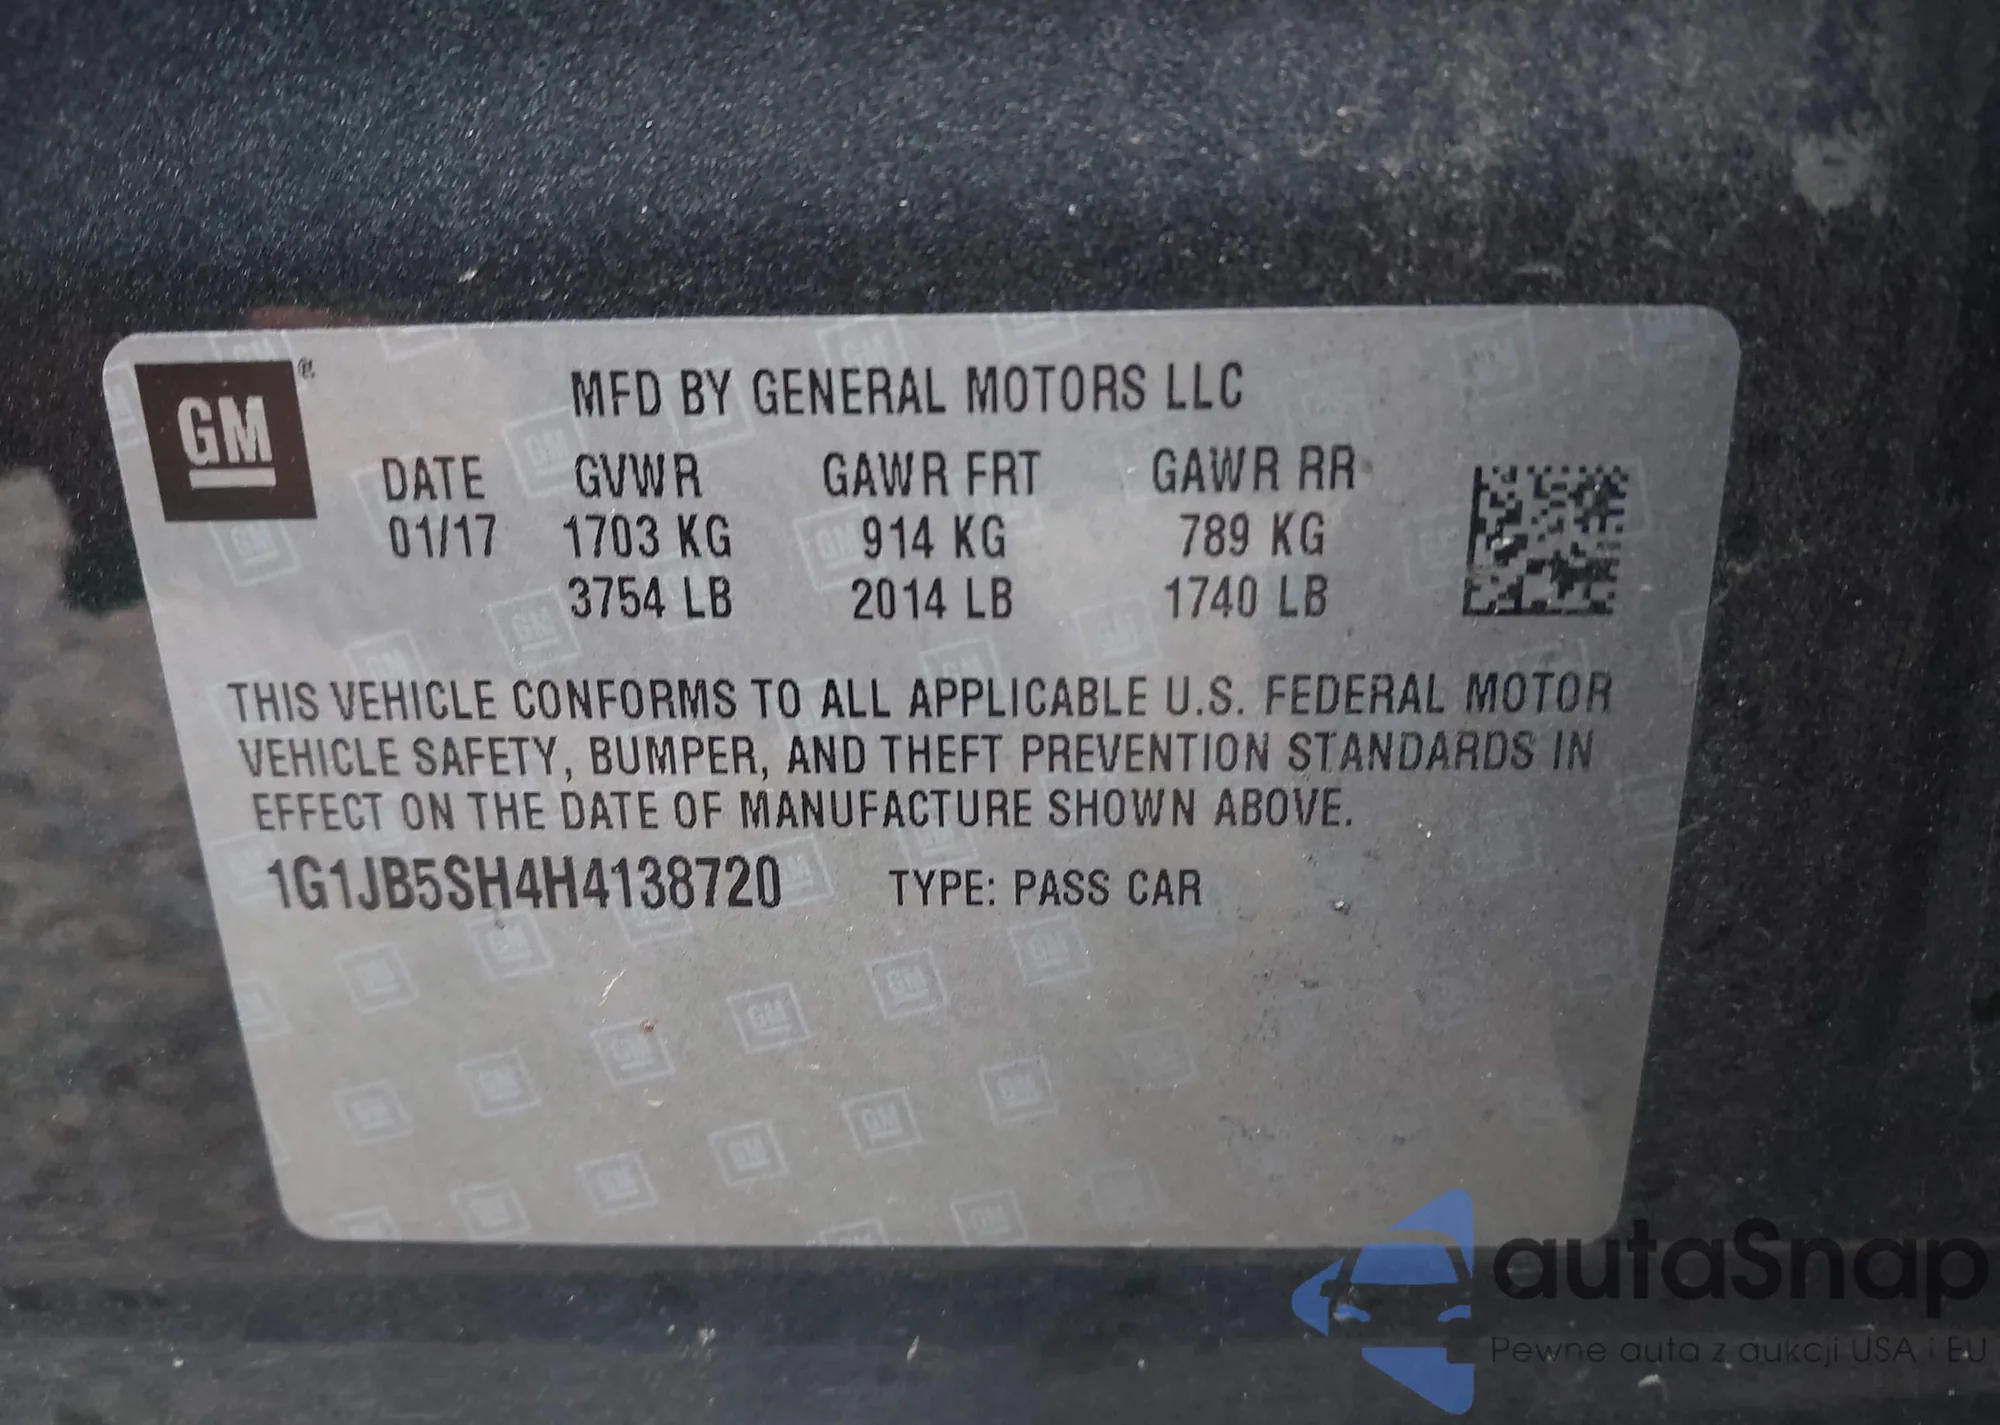 GM®
MFD BY GENERAL MOTORS LLC
DATE GVWR GAWR FRT GAWR RR
01/17 1703 KG 914 KG 789 KG
3754 LB 2014 LB 1740 LB
THIS VEHICLE CONFORMS TO ALL APPLICABLE U.S. FEDERAL MOTOR
VEHICLE SAFETY, BUMPER, AND THEFT PREVENTION STANDARDS IN
EFFECT ON THE DATE OF MANUFACTURE SHOWN ABOVE.
1G1JB5SH4H4138720 TYPE: PASS CAR
autaSnap
Pewne auta z aukcji USA i EU